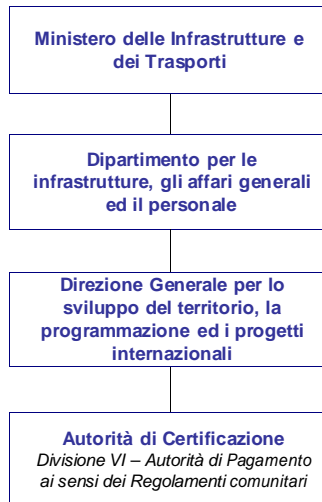 Ministero delle Infrastrutture e
dei Trasporti
Dipartimento per le
infrastrutture, gli affari generali
ed il personale
Direzione Generale per lo
sviluppo del territorio, la
programmazione ed i progetti
internazionali
Autorità di Certificazione
Divisione VI – Autorità di Pagamento
ai sensi dei Regolamenti comunitari